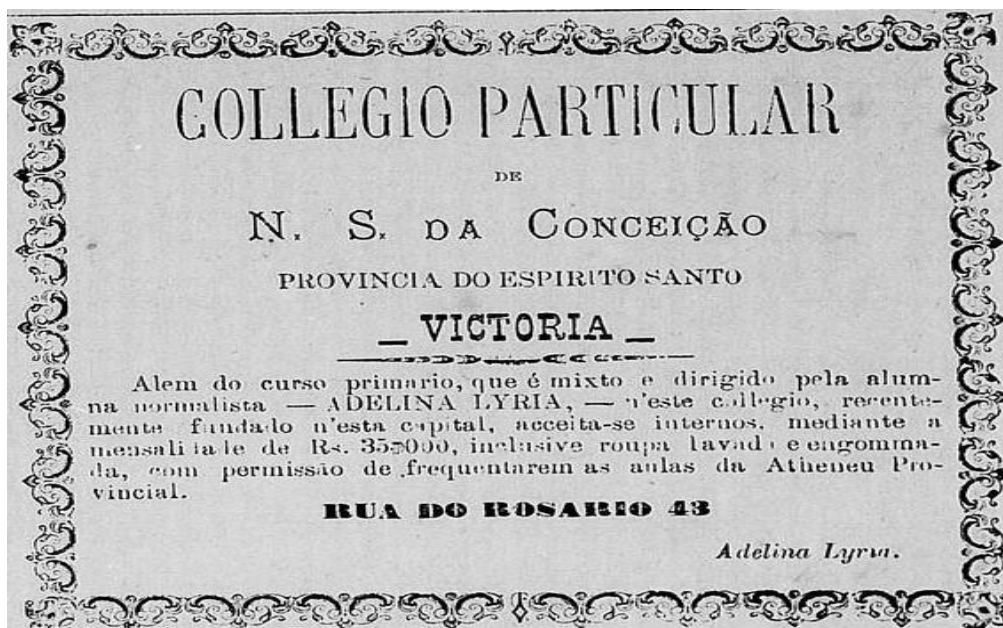 COLLEGIO PARTICULAR
DE
N. S. DA CONCEIÇÃO
PROVINCIA DO ESPIRITO SANTO
_ VICTORIA _
Alem do curso primario, que é mixto e dirigido pela alum-
na normalista — ADELINA LYRIA, — n'este collegio, recente-
mente fundado n'esta capital, acceita-se internos, mediante a
mensalidade de Rs. 35$000, inclusive roupa lavada e engomma-
da, com permissão de frequentarem as aulas da Atheneu Pro-
vincial.
RUA DO ROSARIO 43
Adelina Lyria.